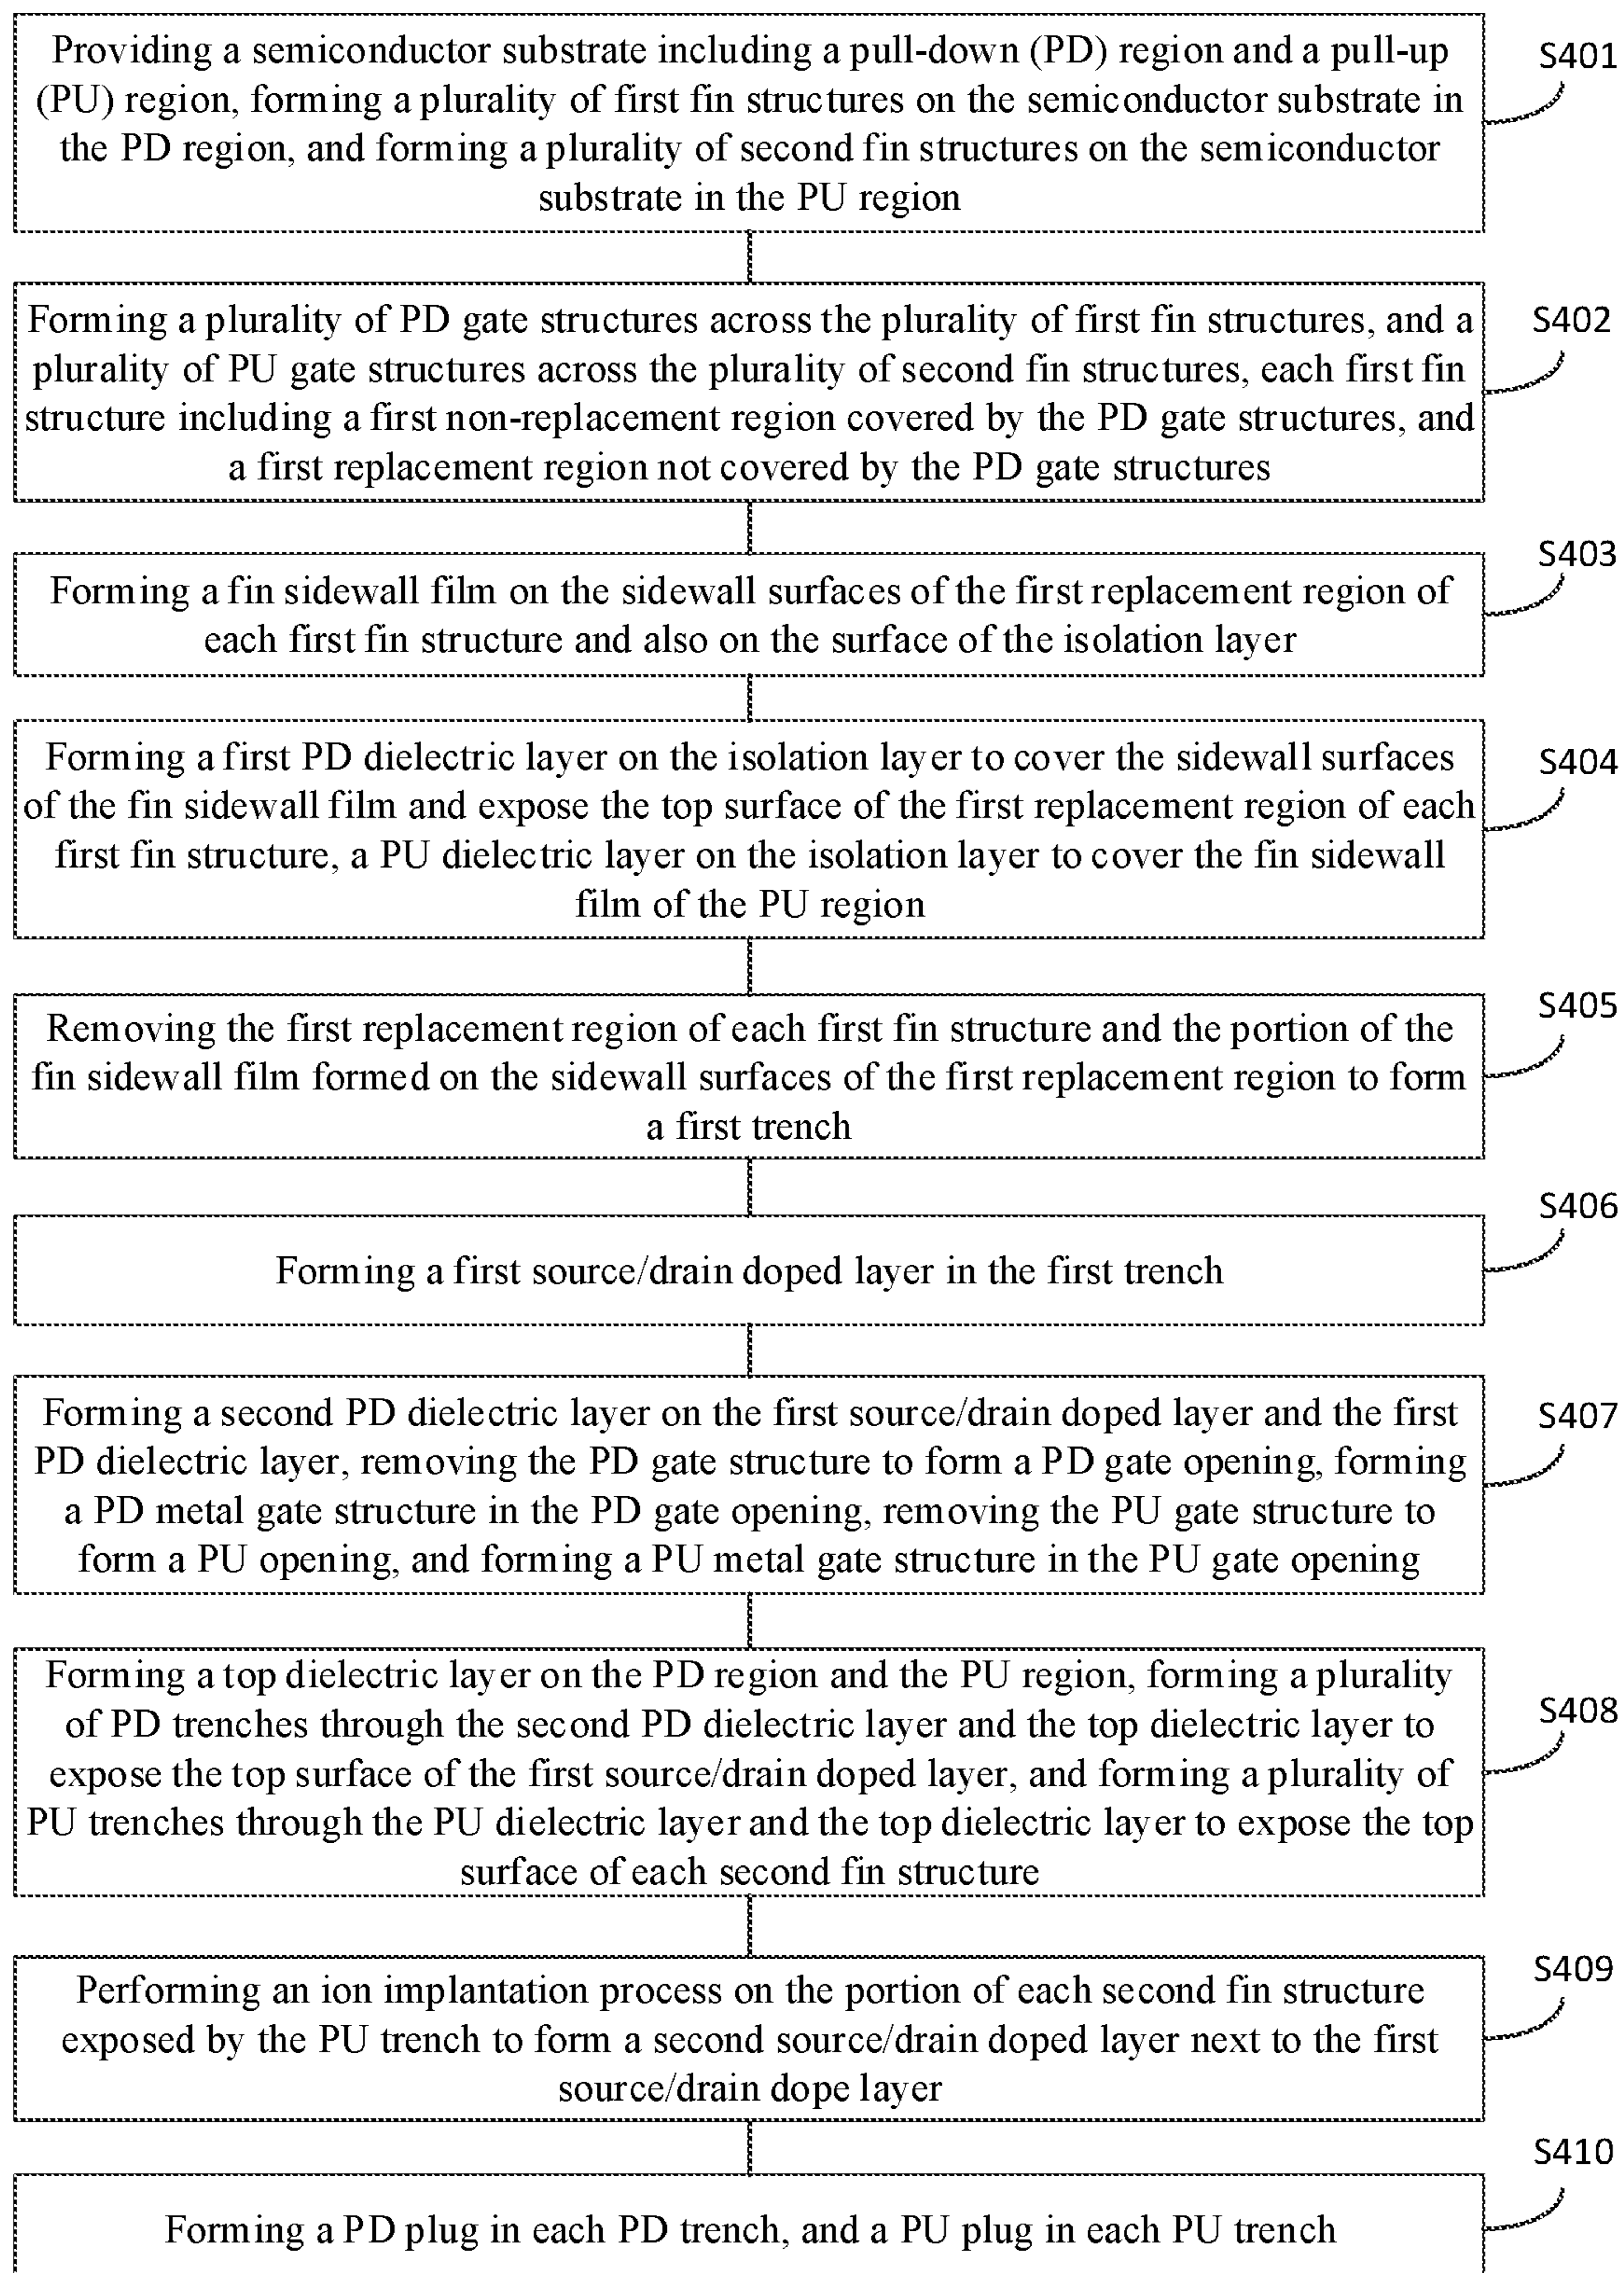 Providing a semiconductor substrate including a pull-down (PD) region and a pull-up
S401
(PU) region, forming a plurality of first fin structures on the semiconductor substrate in
the PD region, and forming a plurality of second fin structures on the semiconductor
substrate in the PU region
Forming a plurality of PD gate structures across the plurality of first fin structures, and a
S402
plurality of PU gate structures across the plurality of second fin structures, each first fin
structure including a first non-replacement region covered by the PD gate structures, and
a first replacement region not covered by the PD gate structures
S403
Forming a fin sidewall film on the sidewall surfaces of the first replacement region of
each first fin structure and also on the surface of the isolation layer
Forming a first PD dielectric layer on the isolation layer to cover the sidewall surfaces
S404
of the fin sidewall film and expose the top surface of the first replacement region of each
first fin structure, a PU dielectric layer on the isolation layer to cover the fin sidewall
film of the PU region
S405
Removing the first replacement region of each first fin structure and the portion of the
fin sidewall film formed on the sidewall surfaces of the first replacement region to form
a first trench
S406
Forming a first source/drain doped layer in the first trench
Forming a second PD dielectric layer on the first source/drain doped layer and the first
S407
PD dielectric layer, removing the PD gate structure to form a PD gate opening, forming
a PD metal gate structure in the PD gate opening, removing the PU gate structure to
form a PU opening, and forming a PU metal gate structure in the PU gate opening
Forming a top dielectric layer on the PD region and the PU region, forming a plurality
S408
of PD trenches through the second PD dielectric layer and the top dielectric layer to
expose the top surface of the first source/drain doped layer, and forming a plurality of
PU trenches through the PU dielectric layer and the top dielectric layer to expose the top
surface of each second fin structure
S409
Performing an ion implantation process on the portion of each second fin structure
exposed by the PU trench to form a second source/drain doped layer next to the first
source/drain dope layer
S410
Forming a PD plug in each PD trench, and a PU plug in each PU trench